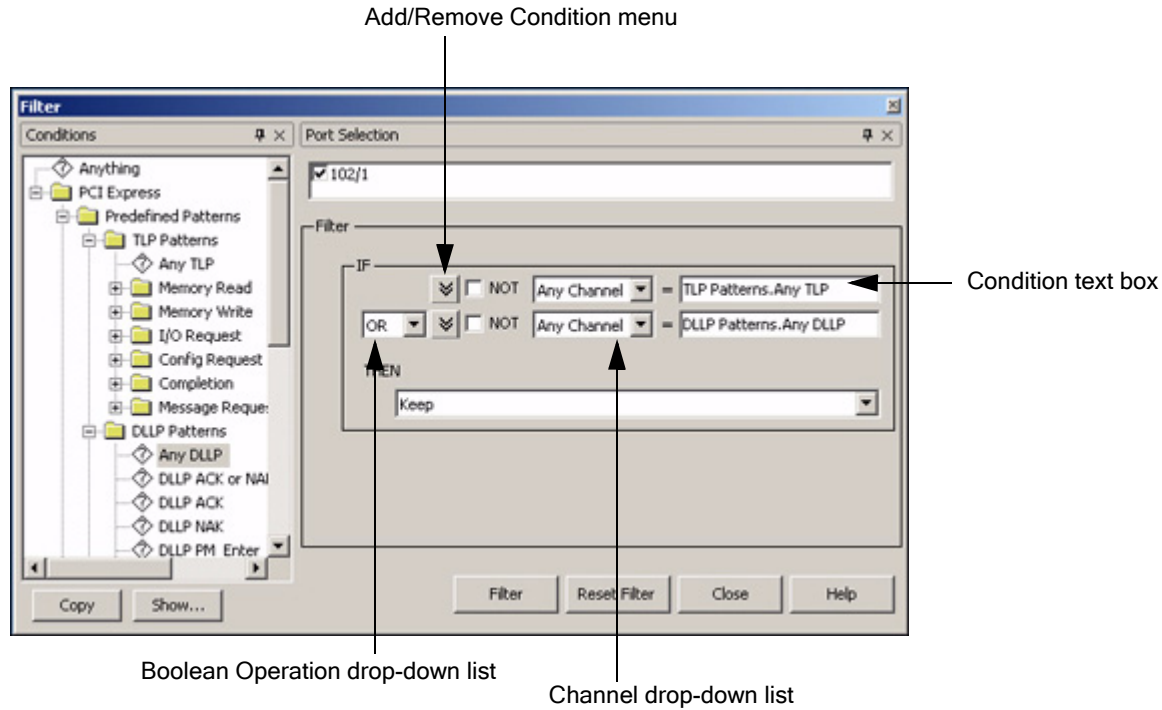 Add/Remove Condition menu
Filter
Conditions
Port Selection
Anything
PCI Express
Predefined Patterns
TLP Patterns
Any TLP
Memory Read
Memory Write
I/O Request
Config Request
Completion
Message Reque
DLLP Patterns
Any DLLP
DLLP ACK or NA
DLLP ACK
DLLP NAK
DLLP PM Enter
Copy
Show...
102/1
Filter
IF
NOT Any Channel = TLP Patterns.Any TLP
OR NOT Any Channel = DLLP Patterns.Any DLLP
THEN
Keep
Filter
Reset Filter
Close
Help
Condition text box
Boolean Operation drop-down list
Channel drop-down list